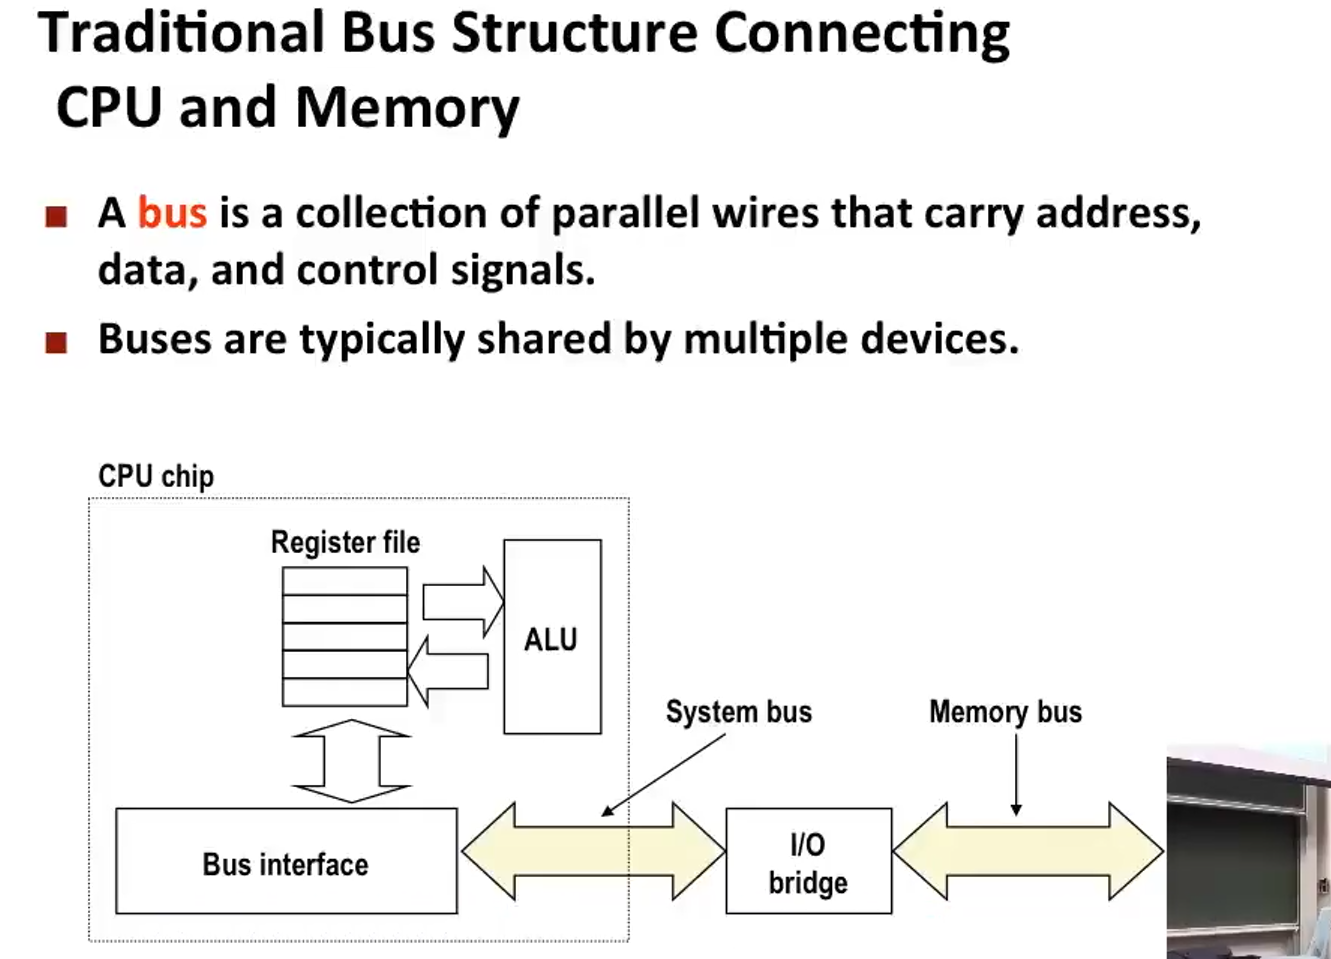 Traditional Bus Structure Connecting
CPU and Memory
A bus is a collection of parallel wires that carry address,
data, and control signals.
Buses are typically shared by multiple devices.
CPU chip
Register file
ALU
System bus
Memory bus
Bus interface
I/O
bridge